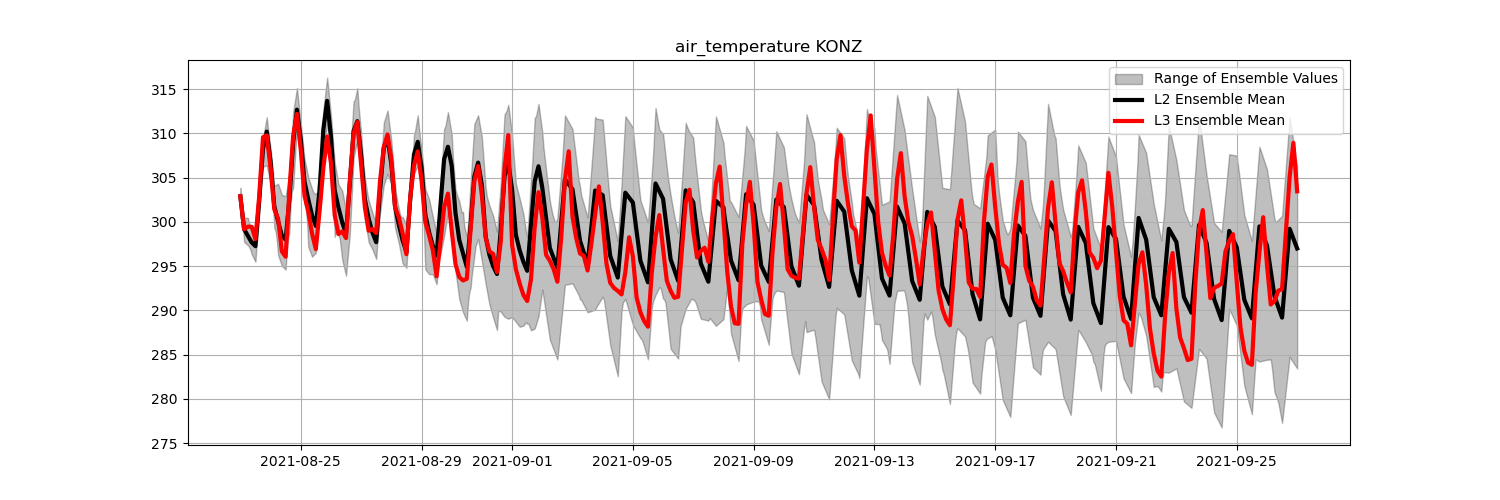 air_temperature KONZ
Range of Ensemble Values
L2 Ensemble Mean
L3 Ensemble Mean
315
310
305
300
295
290
285
280
275
2021-08-25 2021-08-29 2021-09-01 2021-09-05 2021-09-09 2021-09-13 2021-09-17 2021-09-21 2021-09-25